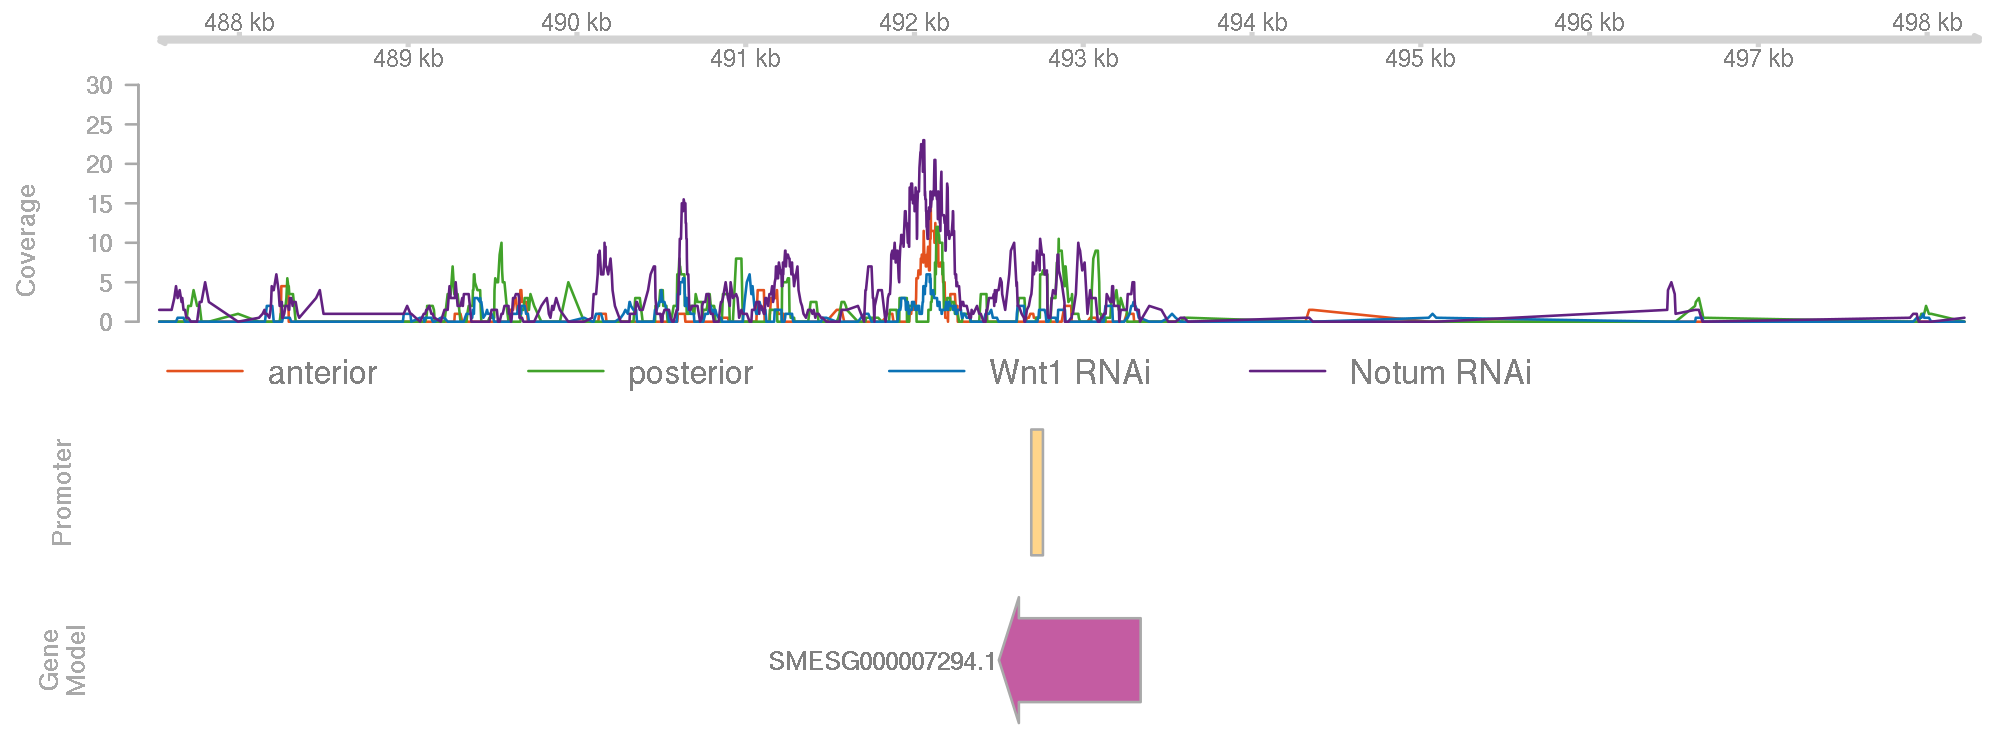 488 kb 490 kb 492 kb 494 kb 496 kb 498 kb
489 kb 491 kb 493 kb 495 kb 497 kb
30
25
20
15
10
5
0
Coverage
anterior posterior Wnt1 RNAi Notum RNAi
Promoter
Gene
Model
SMESG000007294.1